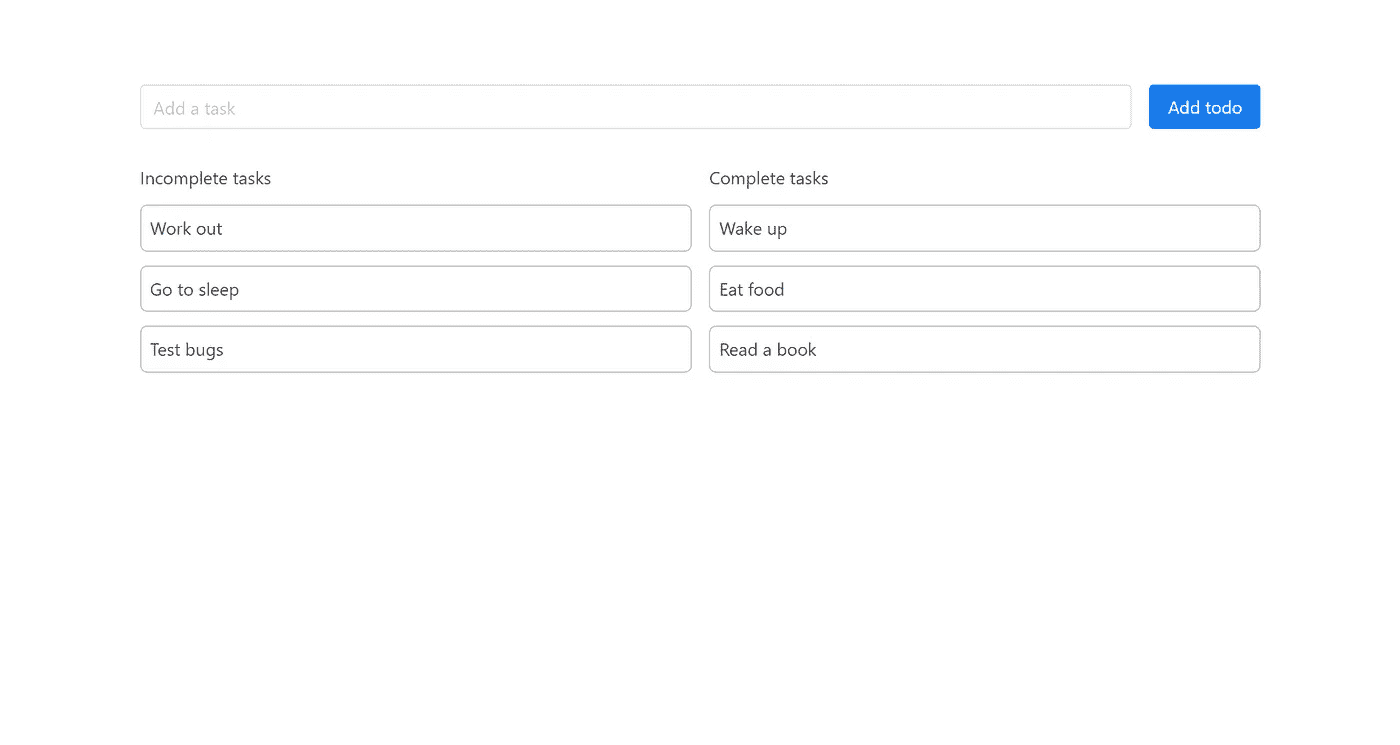 Add a task
Add todo
Incomplete tasks
Work out
Go to sleep
Test bugs
Complete tasks
Wake up
Eat food
Read a book